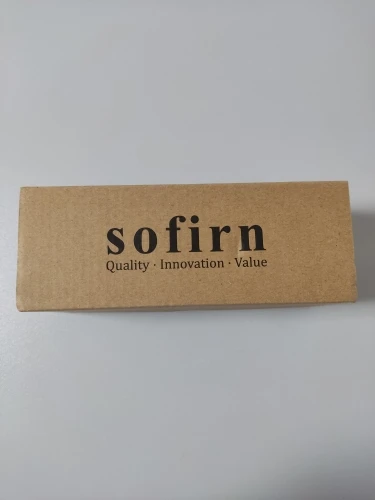 sofirn
Quality · Innovation · Value